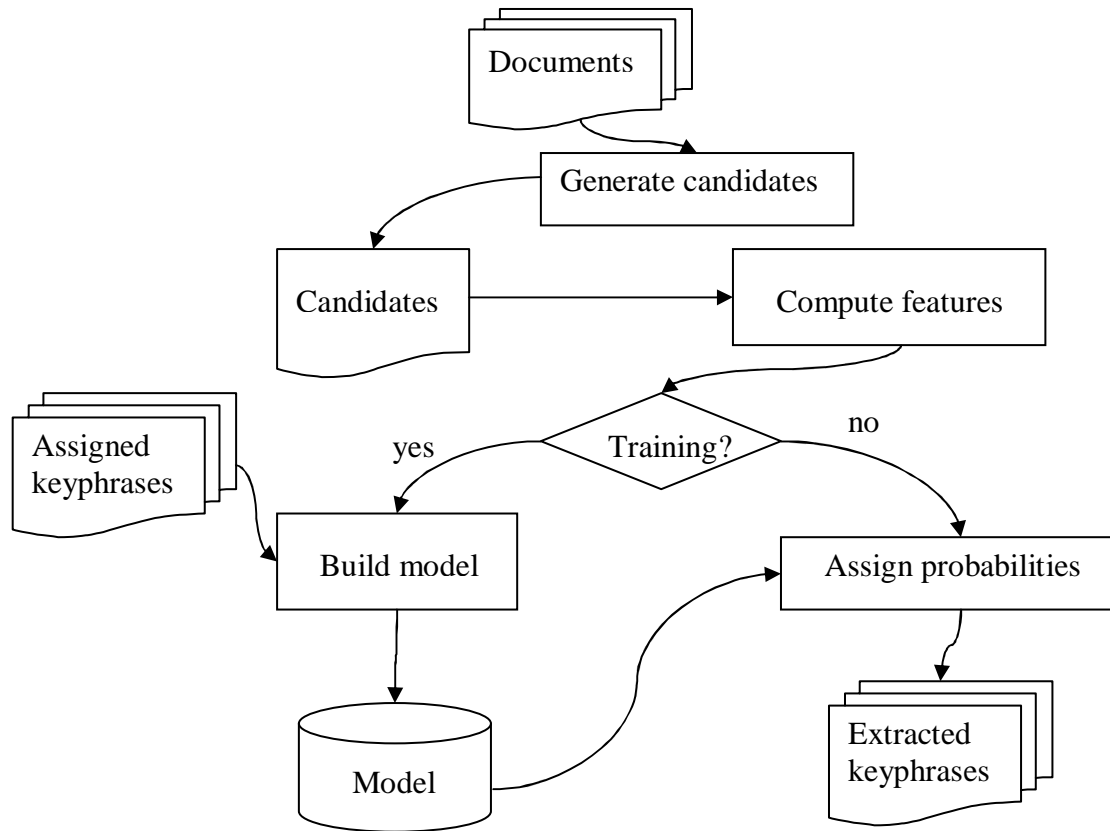 Documents
Generate candidates
Candidates
Compute features
Assigned
keyphrases
yes
Training?
no
Build model
Assign probabilities
Model
Extracted
keyphrases